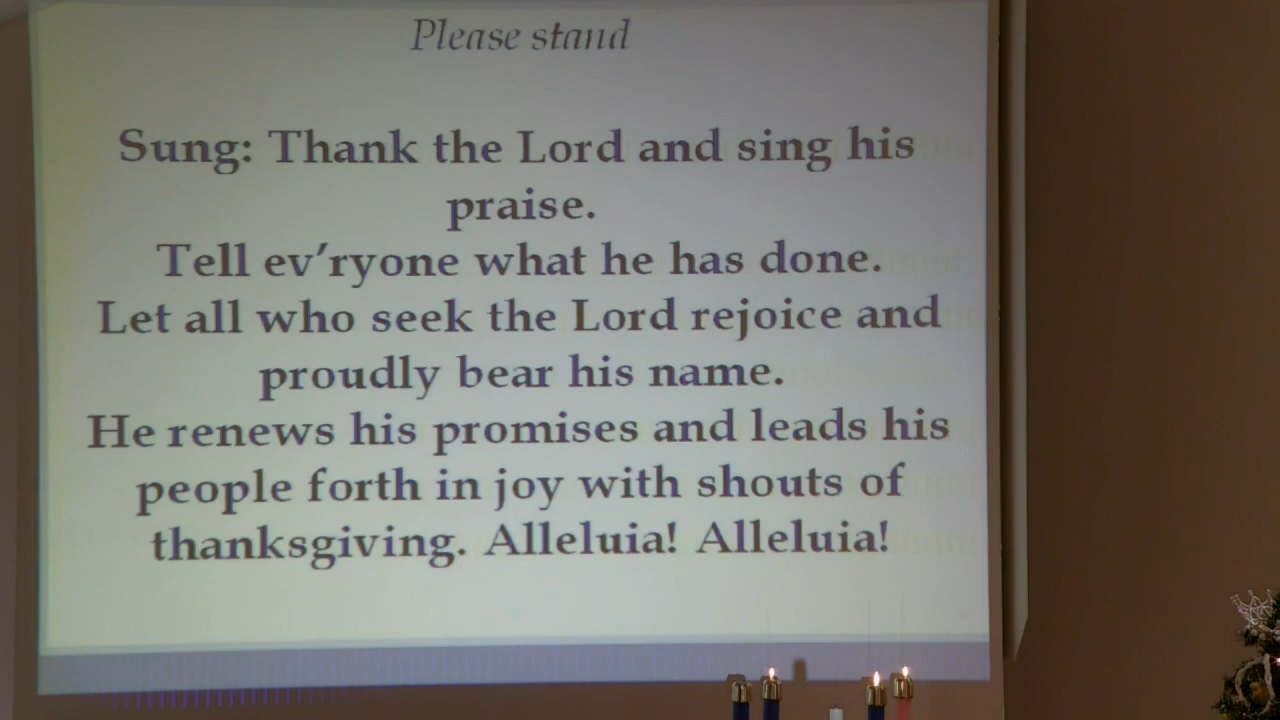 Please stand
Sung: Thank the Lord and sing his
praise.
Tell ev’ryone what he has done.
Let all who seek the Lord rejoice and
proudly bear his name.
He renews his promises and leads his
people forth in joy with shouts of
thanksgiving. Alleluia! Alleluia!